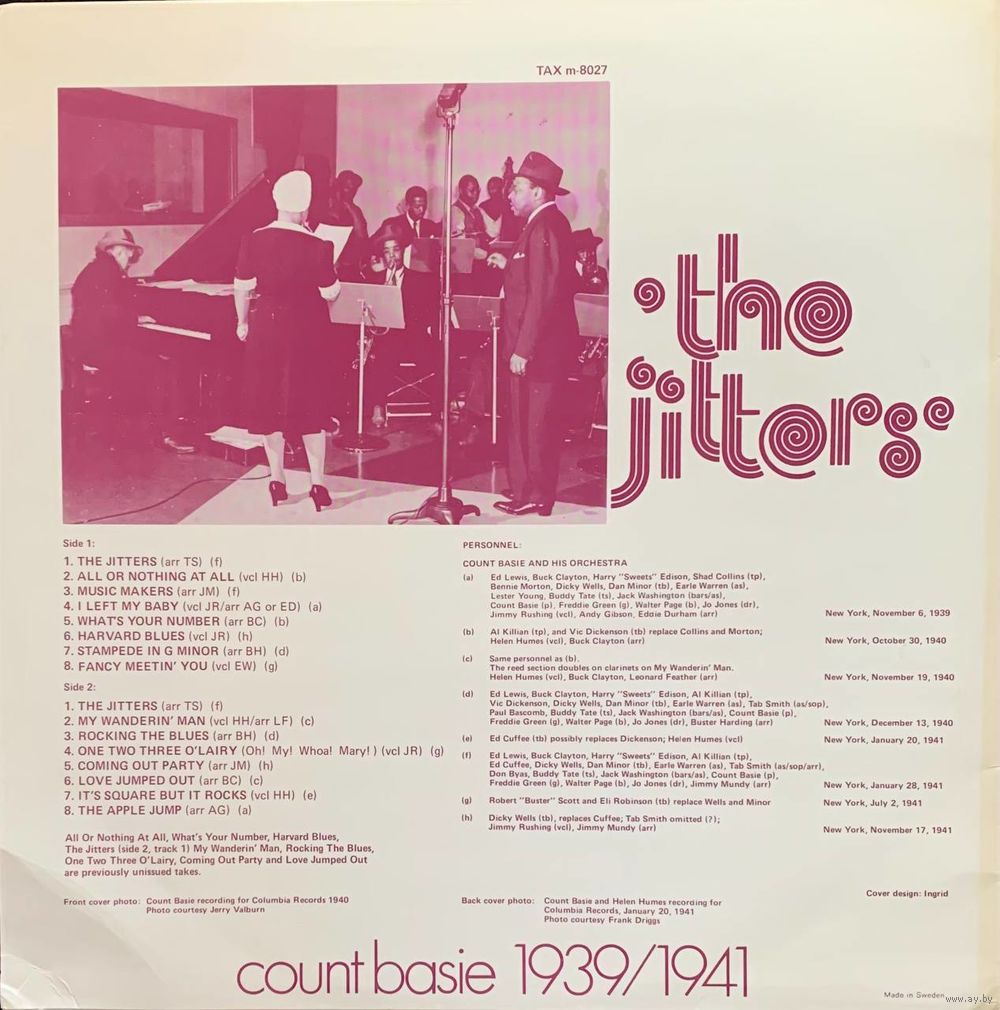 TAX m-8027
'the
jitters'
Side 1:
1. THE JITTERS (arr TS) (f)
2. ALL OR NOTHING AT ALL (vcl HH) (b)
3. MUSIC MAKERS (arr JM) (f)
4. I LEFT MY BABY (vcl JR/arr AG or ED) (a)
5. WHAT'S YOUR NUMBER (arr BC) (b)
6. HARVARD BLUES (vcl JR) (h)
7. STAMPEDE IN G MINOR (arr BH) (d)
8. FANCY MEETIN' YOU (vcl EW) (g)
Side 2:
1. THE JITTERS (arr TS) (f)
2. MY WANDERIN' MAN (vcl HH/arr LF) (c)
3. ROCKING THE BLUES (arr BH) (d)
4. ONE TWO THREE O'LAIRY (Oh! My! Whoa! Mary!) (vcl JR) (g)
5. COMING OUT PARTY (arr JM) (h)
6. LOVE JUMPED OUT (arr BC) (c)
7. IT'S SQUARE BUT IT ROCKS (vcl HH) (e)
8. THE APPLE JUMP (arr AG) (a)
All Or Nothing At All, What's Your Number, Harvard Blues,
The Jitters (side 2, track 1) My Wanderin' Man, Rocking The Blues,
One Two Three O'Lairy, Coming Out Party and Love Jumped Out
are previously unissued takes.
Front cover photo: Count Basie recording for Columbia Records 1940
Photo courtesy Jerry Valburn
PERSONNEL:
COUNT BASIE AND HIS ORCHESTRA
(a) Ed Lewis, Buck Clayton, Harry "Sweets" Edison, Shad Collins (tp),
Bennie Morton, Dicky Wells, Dan Minor (tb), Earle Warren (as),
Lester Young, Buddy Tate (ts), Jack Washington (bars/as),
Count Basie (p), Freddie Green (g), Walter Page (b), Jo Jones (dr),
Jimmy Rushing (vcl), Andy Gibson, Eddie Durham (arr) New York, November 6, 1939
(b) Al Killian (tp), and Vic Dickenson (tb) replace Collins and Morton;
Helen Humes (vcl), Buck Clayton (arr) New York, October 30, 1940
(c) Same personnel as (b).
The reed section doubles on clarinets on My Wanderin' Man.
Helen Humes (vcl), Buck Clayton, Leonard Feather (arr) New York, November 19, 1940
(d) Ed Lewis, Buck Clayton, Harry "Sweets" Edison, Al Killian (tp),
Vic Dickenson, Dicky Wells, Dan Minor (tb), Earle Warren (as), Tab Smith (as/sop),
Paul Bascomb, Buddy Tate (ts), Jack Washington (bars/as), Count Basie (p),
Freddie Green (g), Walter Page (b), Jo Jones (dr), Buster Harding (arr) New York, December 13, 1940
(e) Ed Cuffee (tb) possibly replaces Dickenson; Helen Humes (vcl) New York, January 20, 1941
(f) Ed Lewis, Buck Clayton, Harry "Sweets" Edison, Al Killian (tp),
Ed Cuffee, Dicky Wells, Dan Minor (tb), Earle Warren (as), Tab Smith (as/sop/arr),
Don Byas, Buddy Tate (ts), Jack Washington (bars/as), Count Basie (p),
Freddie Green (g), Walter Page (b), Jo Jones (dr), Jimmy Mundy (arr) New York, January 28, 1941
(g) Robert "Buster" Scott and Eli Robinson (tb) replace Wells and Minor New York, July 2, 1941
(h) Dicky Wells (tb), replaces Cuffee; Tab Smith omitted (?);
Jimmy Rushing (vcl), Jimmy Mundy (arr) New York, November 17, 1941
Cover design: Ingrid
Back cover photo: Count Basie and Helen Humes recording for
Columbia Records, January 20, 1941
Photo courtesy Frank Driggs
count basie 1939/1941
Made in Sweden
www.ay.by